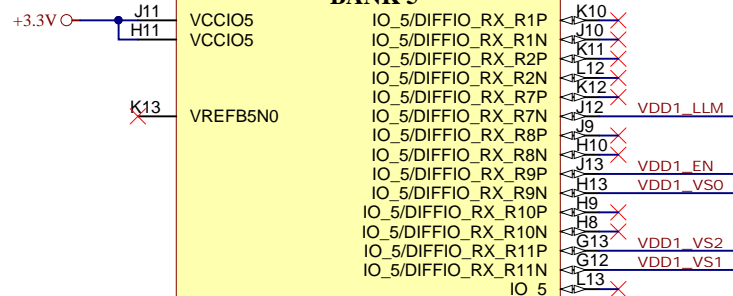 BANK 5
+3.3V J11 VCCIO5 IO_5/DIFFIO_RX_R1P K10
H11 VCCIO5 IO_5/DIFFIO_RX_R1N J10
IO_5/DIFFIO_RX_R2P K11
IO_5/DIFFIO_RX_R2N L12
IO_5/DIFFIO_RX_R7P K12
K13 VREFB5N0 IO_5/DIFFIO_RX_R7N J12 VDD1_LLM
IO_5/DIFFIO_RX_R8P J9
IO_5/DIFFIO_RX_R8N H10
IO_5/DIFFIO_RX_R9P J13 VDD1_EN
IO_5/DIFFIO_RX_R9N H13 VDD1_VS0
IO_5/DIFFIO_RX_R10P H9
IO_5/DIFFIO_RX_R10N H8
IO_5/DIFFIO_RX_R11P G13 VDD1_VS2
IO_5/DIFFIO_RX_R11N G12 VDD1_VS1
IO_5 L13